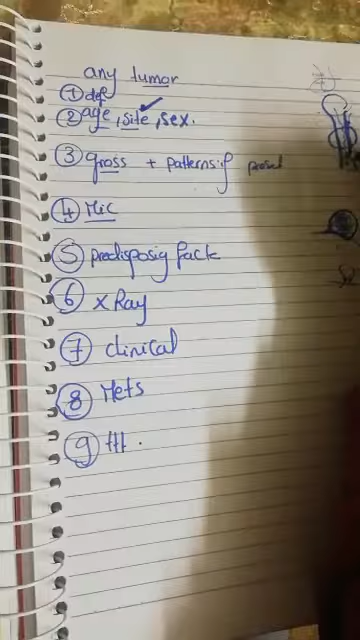 any tumor
① def
② age, site, sex.
③ gross + patterns if
④ Mic
⑤ predisposig fack
⑥ x Ray
⑦ clinical
⑧ Mets
⑨ ttt.